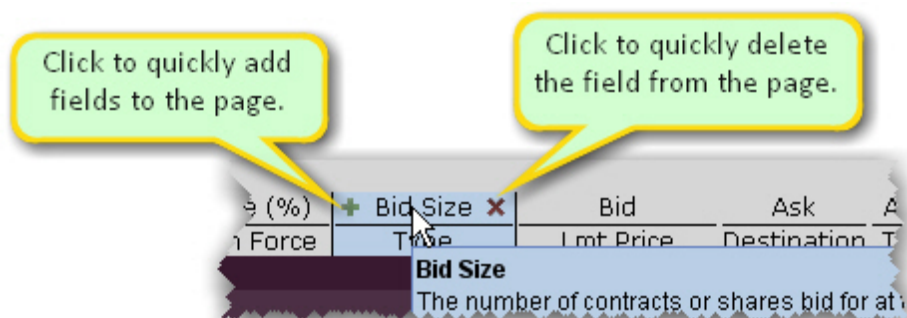 Click to quickly add
fields to the page.
Click to quickly delete
the field from the page.
(%) Bid Size Bid Ask
Force Type Lmt Price Destination
Bid Size
The number of contracts or shares bid for at